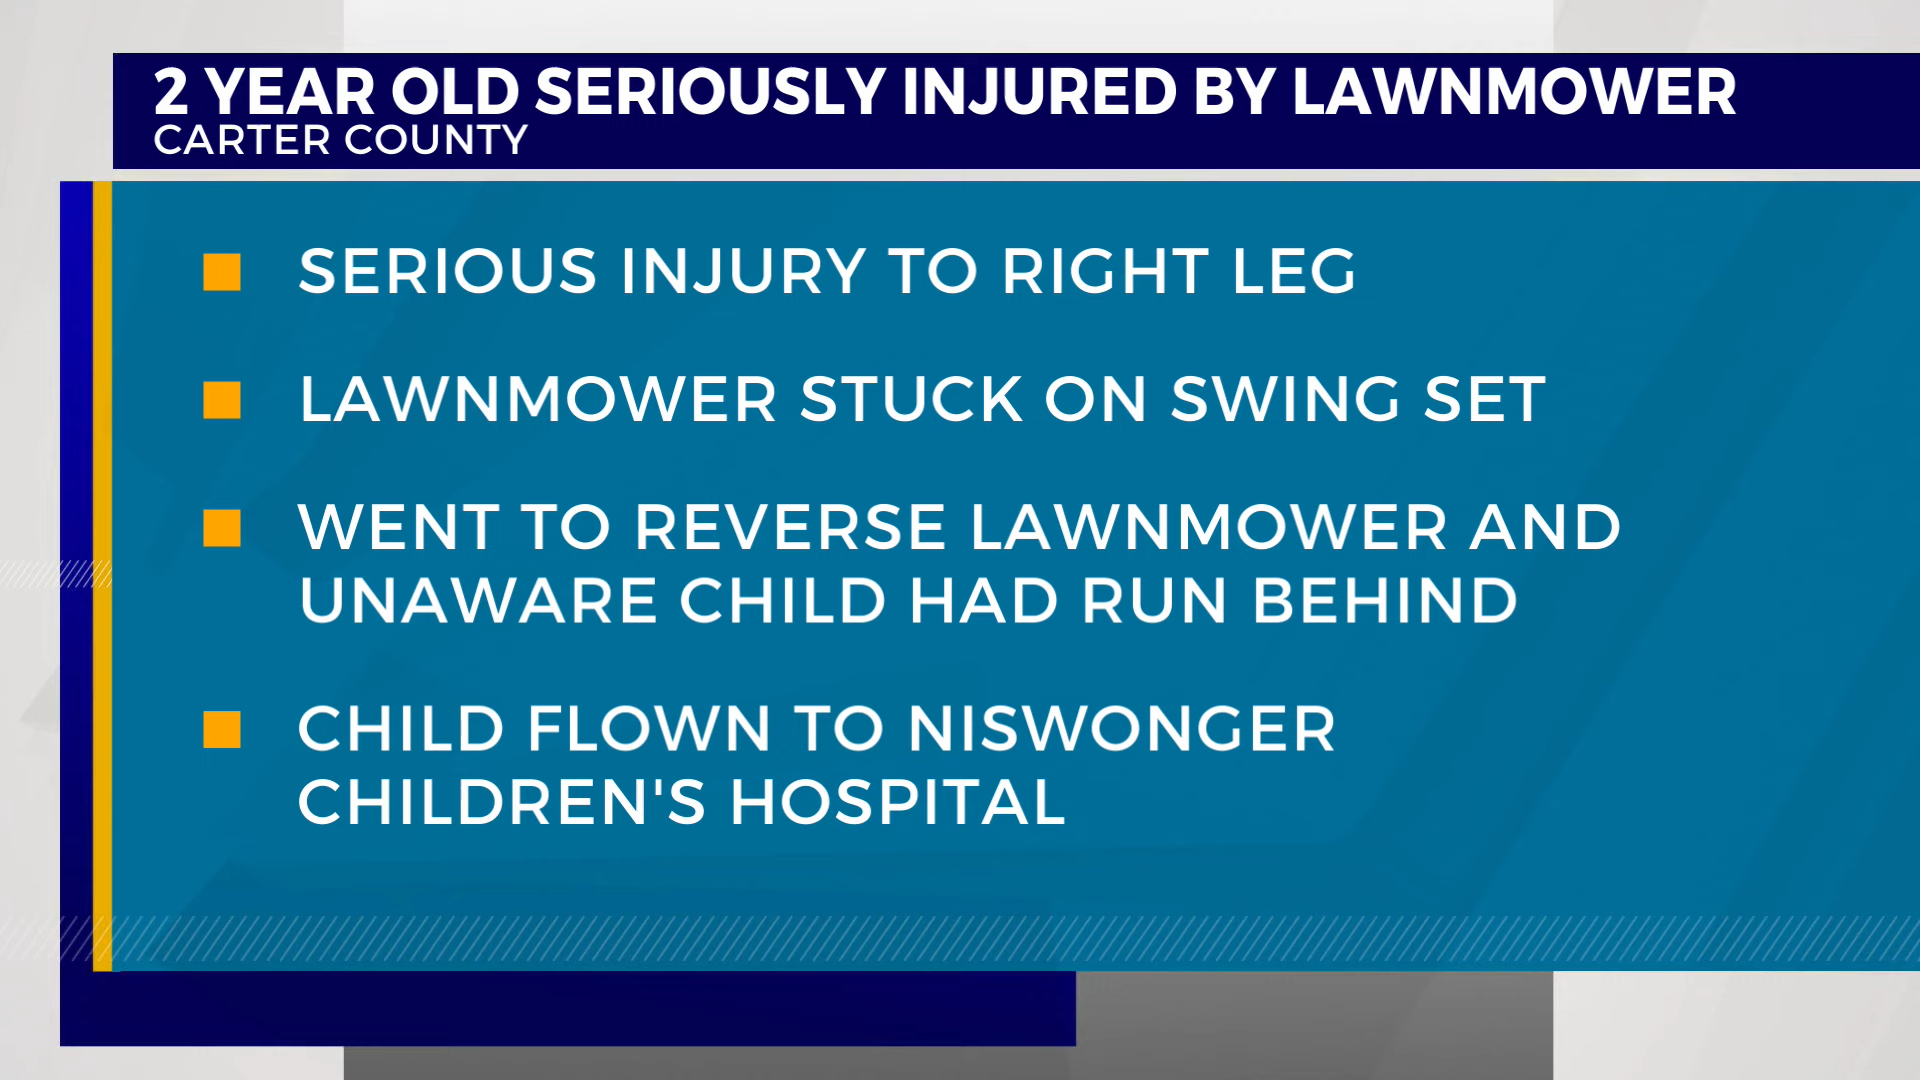 2 YEAR OLD SERIOUSLY INJURED BY LAWNMOWER
CARTER COUNTY
SERIOUS INJURY TO RIGHT LEG
LAWNMOWER STUCK ON SWING SET
WENT TO REVERSE LAWNMOWER AND
UNAWARE CHILD HAD RUN BEHIND
CHILD FLOWN TO NISWONGER
CHILDREN'S HOSPITAL